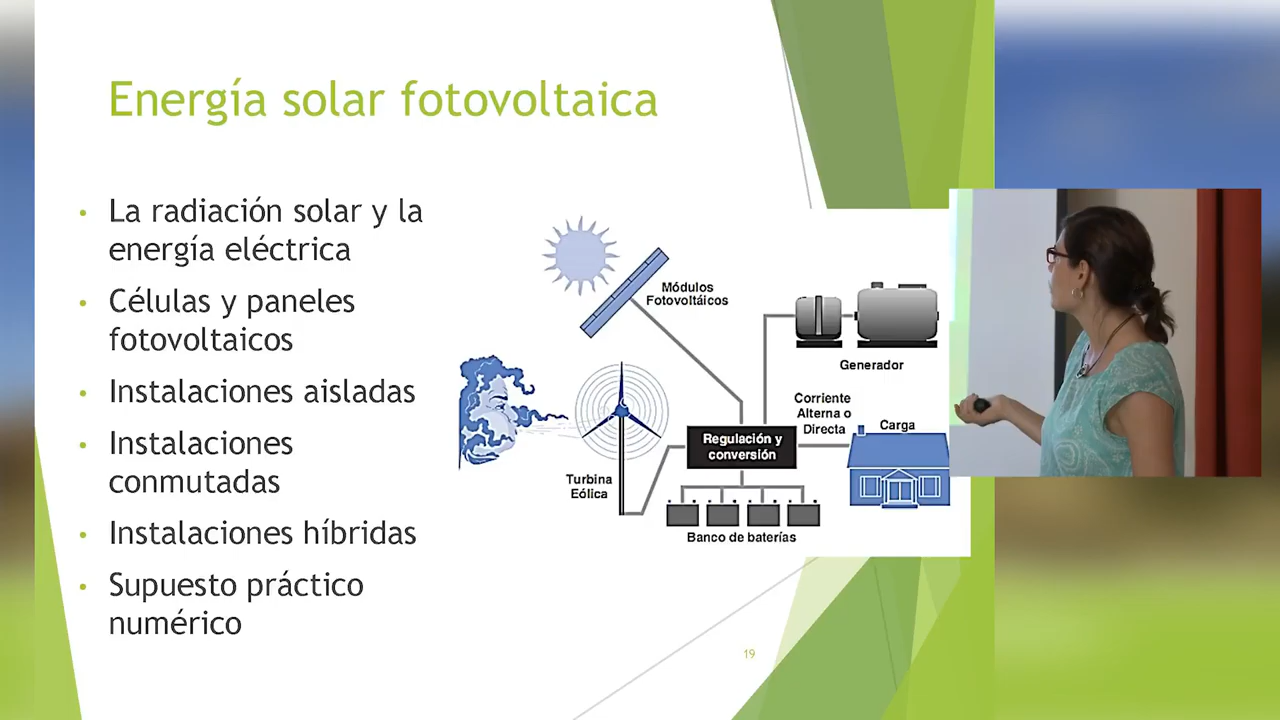 Energía solar fotovoltaica
• La radiación solar y la
energía eléctrica
• Células y paneles
fotovoltaicos
• Instalaciones aisladas
• Instalaciones
conmutadas
• Instalaciones híbridas
• Supuesto práctico
numérico
Módulos
Fotovoltáicos
Generador
Corriente
Alterna o
Directa
Carga
Regulación y
conversión
Turbina
Eólica
Banco de baterías
19